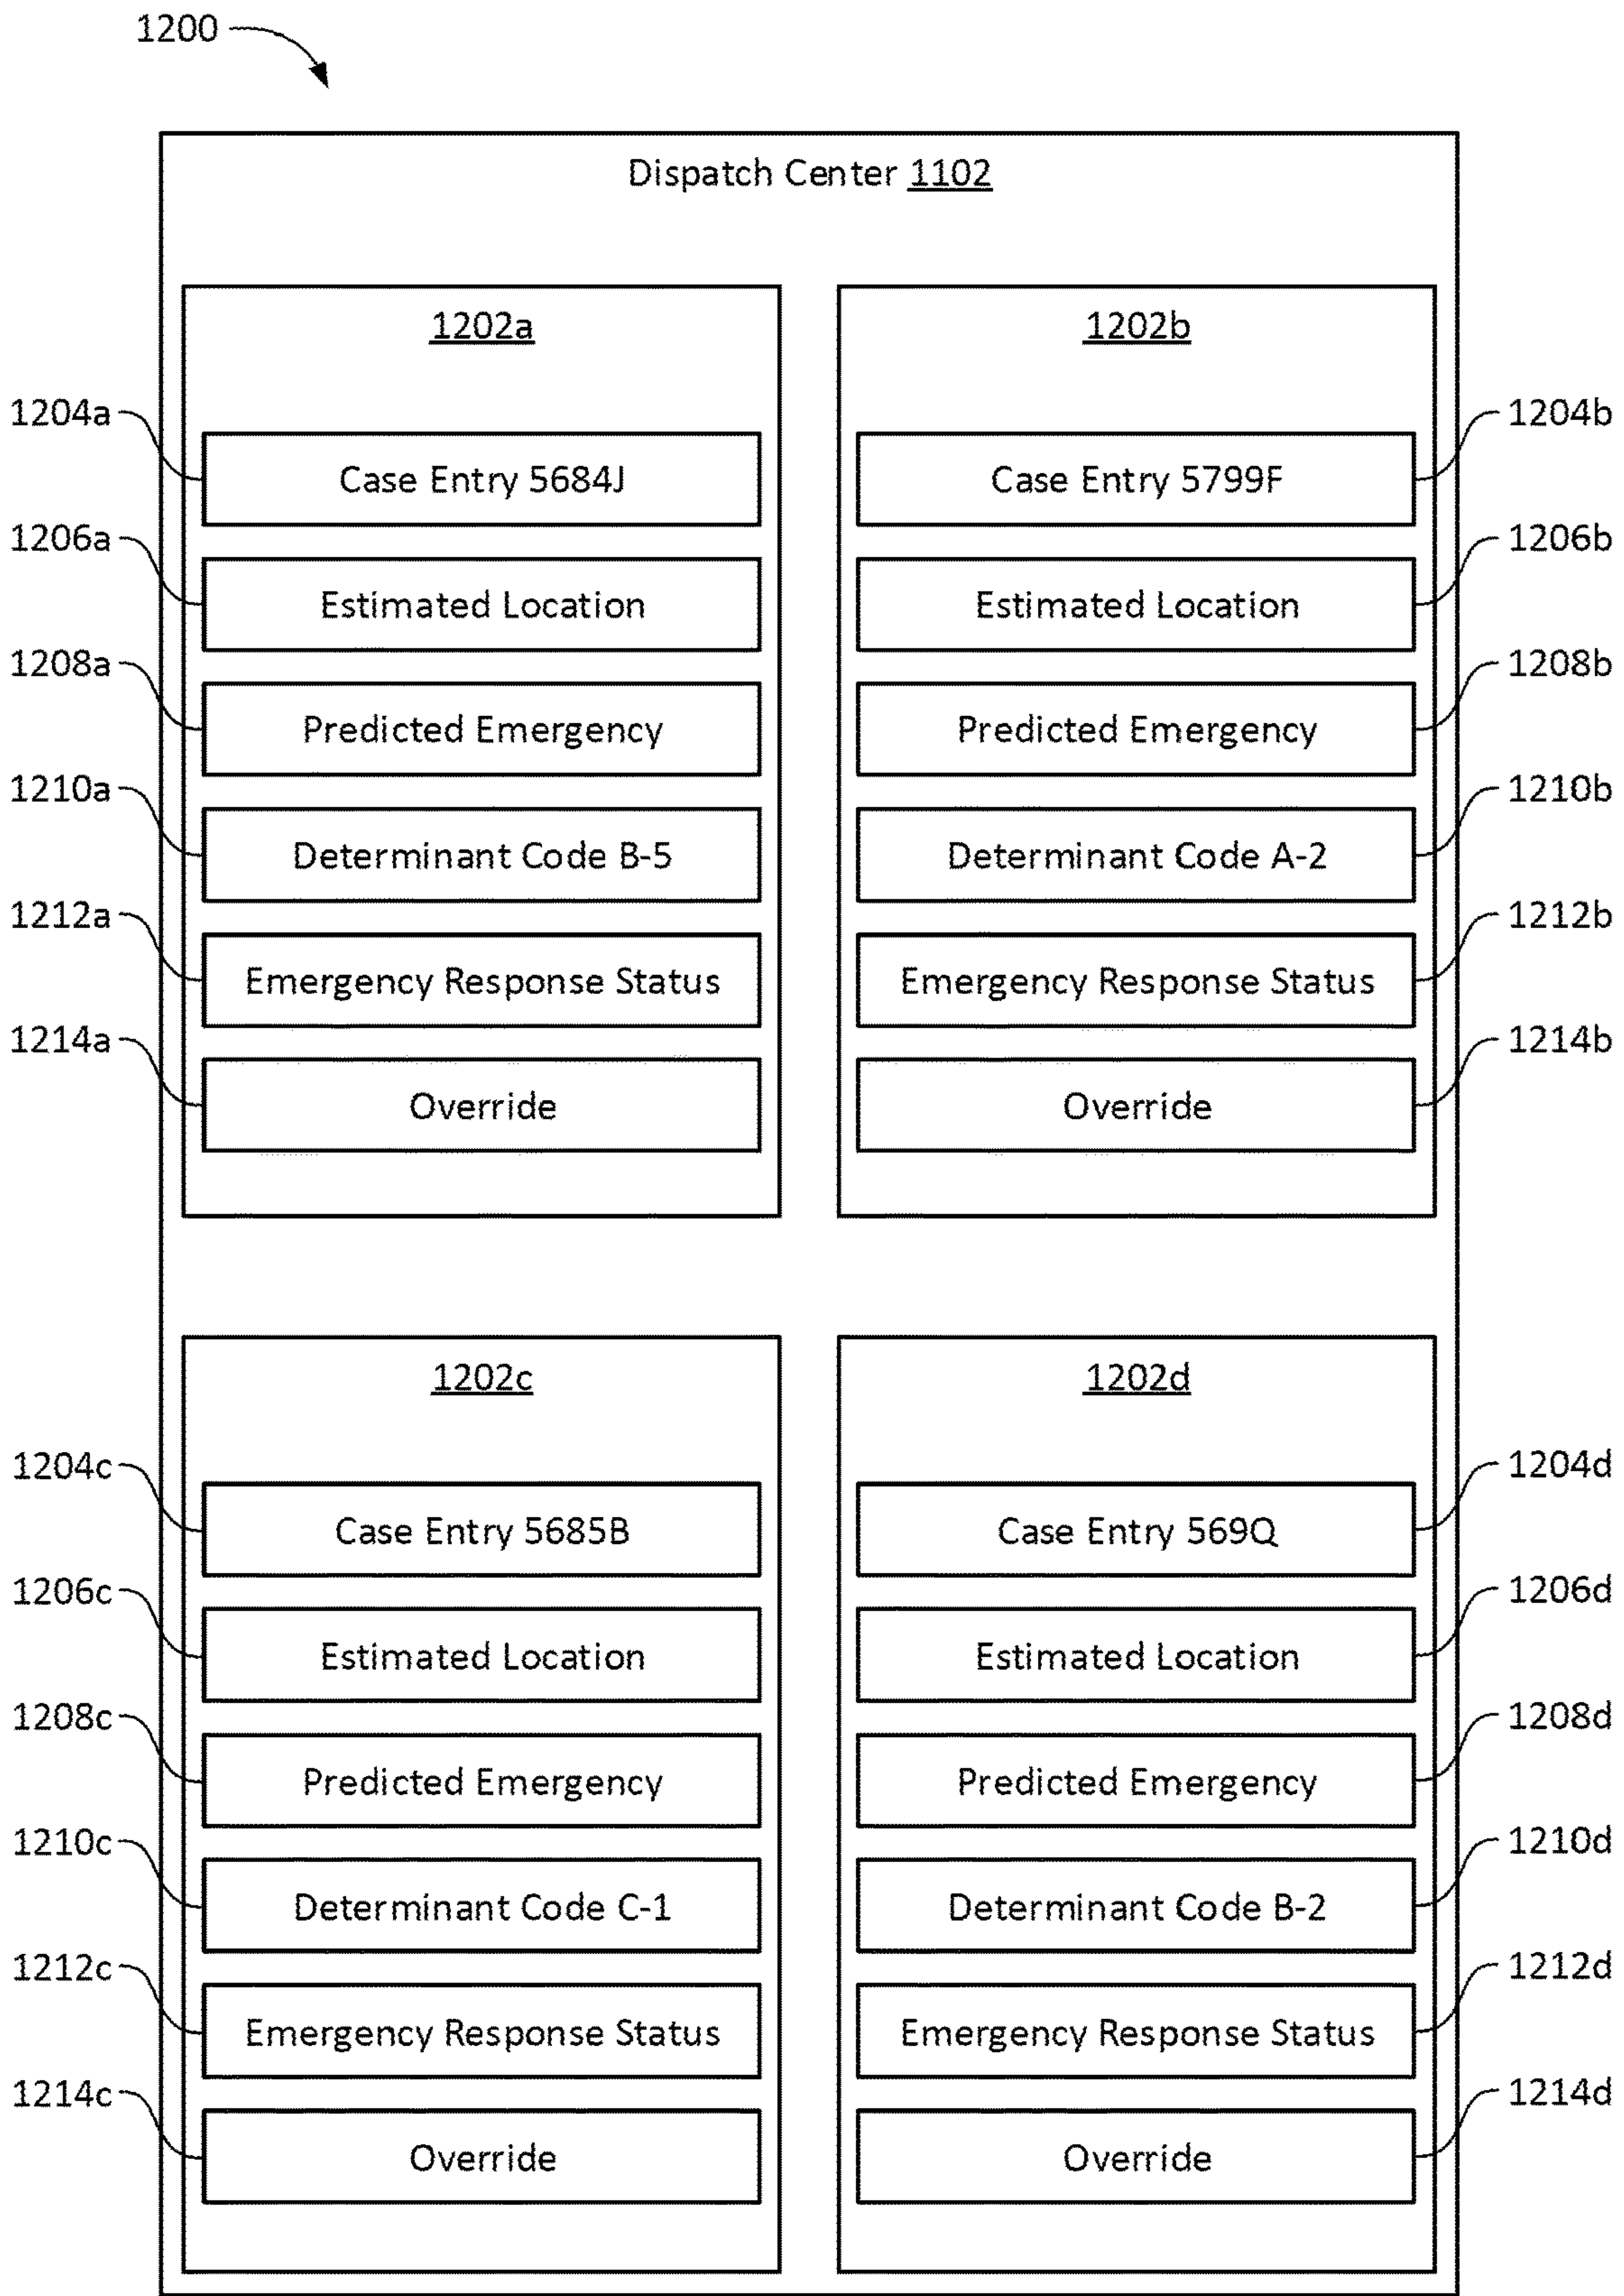 1200
Dispatch Center 1102
1202a
1204a
Case Entry 5684J
1206a
Estimated Location
1208a
Predicted Emergency
1210a
Determinant Code B-5
1212a
Emergency Response Status
1214a
Override
1202b
1204b
Case Entry 5799F
1206b
Estimated Location
1208b
Predicted Emergency
1210b
Determinant Code A-2
1212b
Emergency Response Status
1214b
Override
1202c
1204c
Case Entry 5685B
1206c
Estimated Location
1208c
Predicted Emergency
1210c
Determinant Code C-1
1212c
Emergency Response Status
1214c
Override
1202d
1204d
Case Entry 569Q
1206d
Estimated Location
1208d
Predicted Emergency
1210d
Determinant Code B-2
1212d
Emergency Response Status
1214d
Override